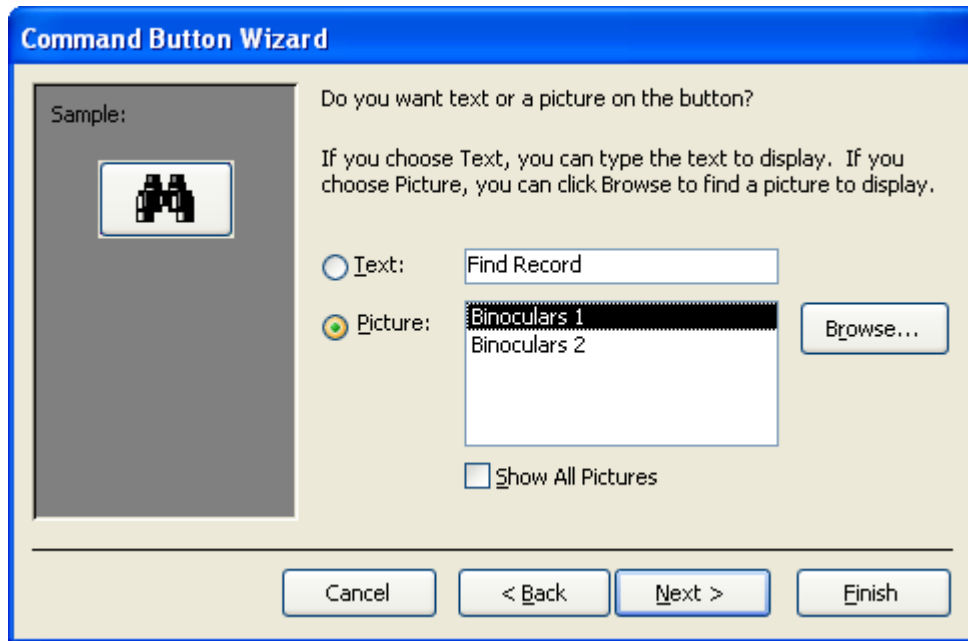 Command Button Wizard
Sample:
Do you want text or a picture on the button?
If you choose Text, you can type the text to display.  If you
choose Picture, you can click Browse to find a picture to display.
Text: Find Record
Picture: Binoculars 1
Binoculars 2
Browse...
Show All Pictures
Cancel < Back Next > Finish